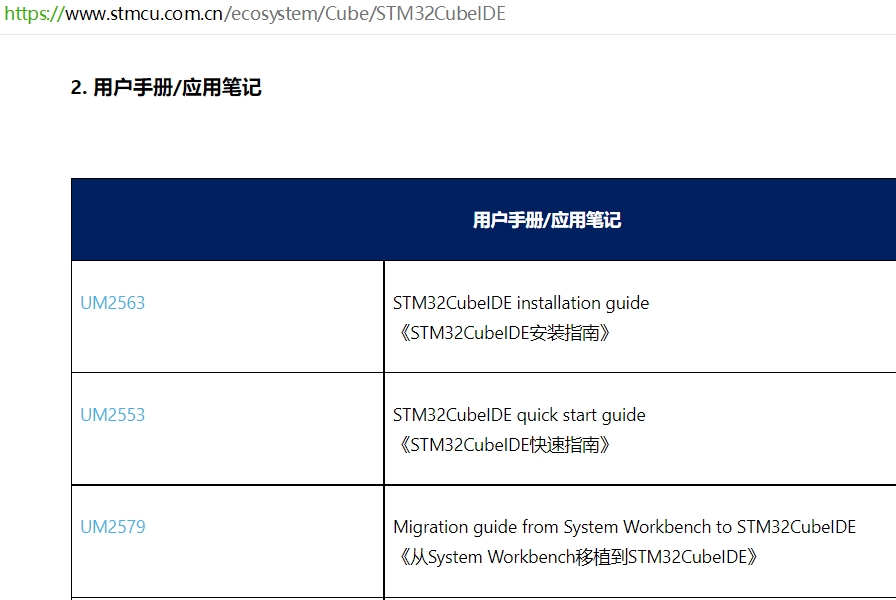 https://www.stmcu.com.cn/ecosystem/Cube/STM32CubeIDE
2. 用户手册/应用笔记
用户手册/应用笔记
UM2563
STM32CubeIDE installation guide
《STM32CubeIDE安装指南》
UM2553
STM32CubeIDE quick start guide
《STM32CubeIDE快速指南》
UM2579
Migration guide from System Workbench to STM32CubeIDE
《从System Workbench移植到STM32CubeIDE》